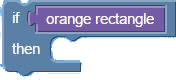 if orange rectangle
then